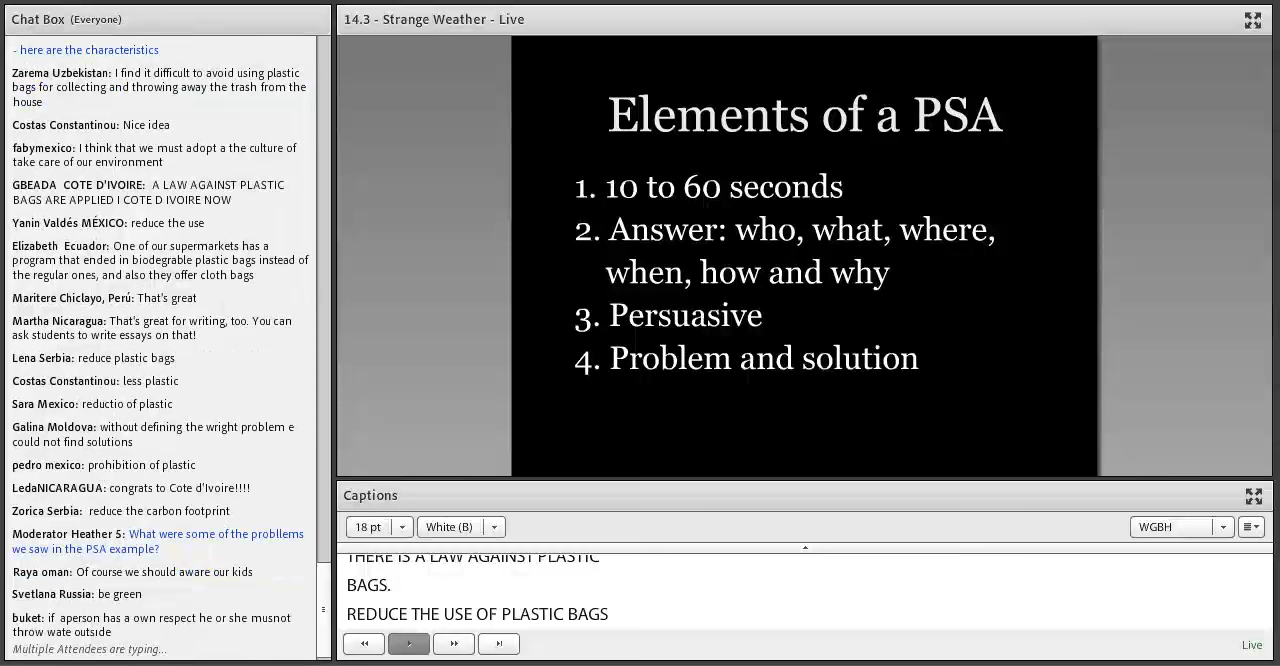 Chat Box (Everyone)
- here are the characteristics
Zarema Uzbekistan: I find it difficult to avoid using plastic
bags for collecting and throwing away the trash from the
house
Costas Constantinou: Nice idea
fabymexico: I think that we must adopt a the culture of
take care of our environment
GBEADA COTE D'IVOIRE: A LAW AGAINST PLASTIC
BAGS ARE APPLIED I COTE D IVOIRE NOW
Yanin Valdés MÉXICO: reduce the use
Elizabeth Ecuador: One of our supermarkets has a
program that ended in biodegrable plastic bags instead of
the regular ones, and also they offer cloth bags
Maritere Chiclayo, Perú: That's great
Martha Nicaragua: That's great for writing, too. You can
ask students to write essays on that!
Lena Serbia: reduce plastic bags
Costas Constantinou: less plastic
Sara Mexico: reductio of plastic
Galina Moldova: without defining the wright problem e
could not find solutions
pedro mexico: prohibition of plastic
LedaNICARAGUA: congrats to Cote d'Ivoire!!!!
Zorica Serbia: reduce the carbon footprint
Moderator Heather 5: What were some of the probllems
we saw in the PSA example?
Raya oman: Of course we should aware our kids
Svetlana Russia: be green
buket: if aperson has a own respect he or she musnot
throw wate outside
Multiple Attendees are typing...
14.3 - Strange Weather - Live
Elements of a PSA
1. 10 to 60 seconds
2. Answer: who, what, where,
when, how and why
3. Persuasive
4. Problem and solution
Captions
18 pt White (B) WGBH
THERE IS A LAW AGAINST PLASTIC
BAGS.
REDUCE THE USE OF PLASTIC BAGS
Live